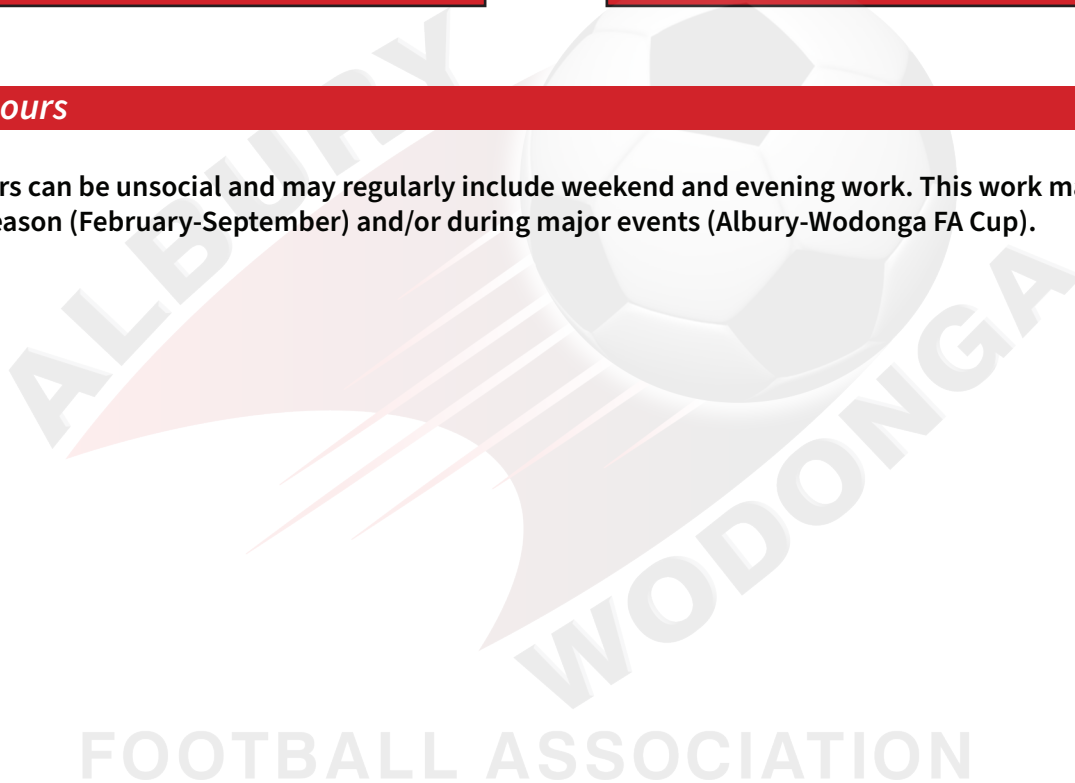 ours
rs can be unsocial and may regularly include weekend and evening work. This work ma
eason (February-September) and/or during major events (Albury-Wodonga FA Cup).
ALBURY
WODONGA
FOOTBALL ASSOCIATION